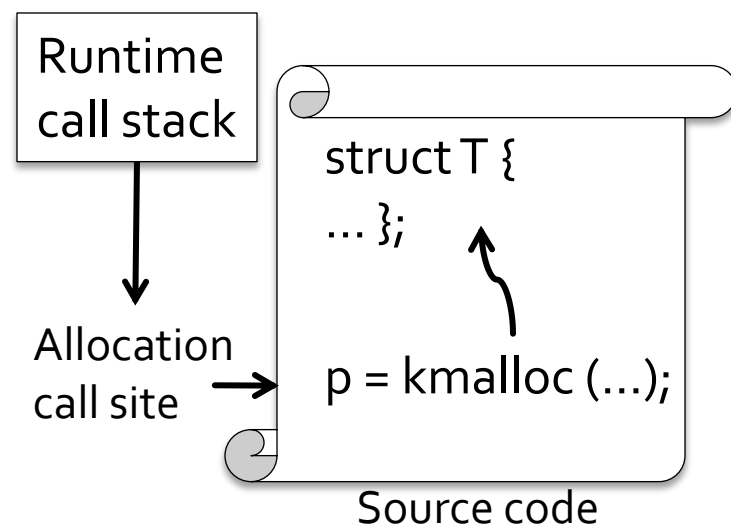 Runtime
call stack
struct T {
... };
Allocation
call site
p = kmalloc (...);
Source code